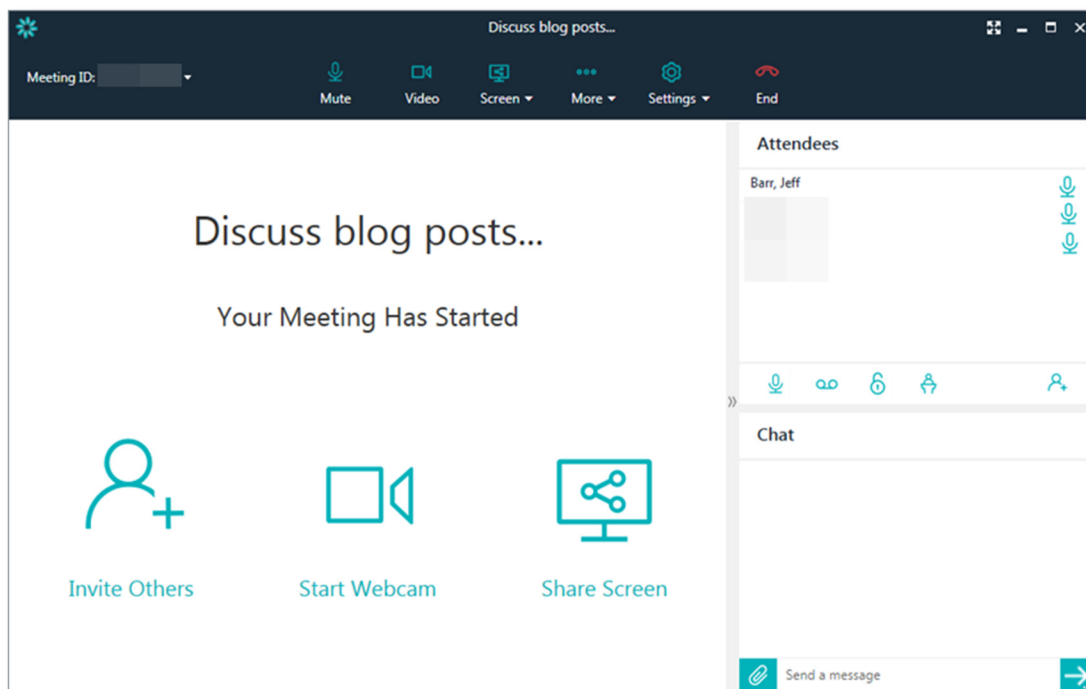 Discuss blog posts...
Meeting ID:
Mute Video Screen More Settings End
Discuss blog posts...
Your Meeting Has Started
Invite Others Start Webcam Share Screen
Attendees
Barr, Jeff
Chat
Send a message